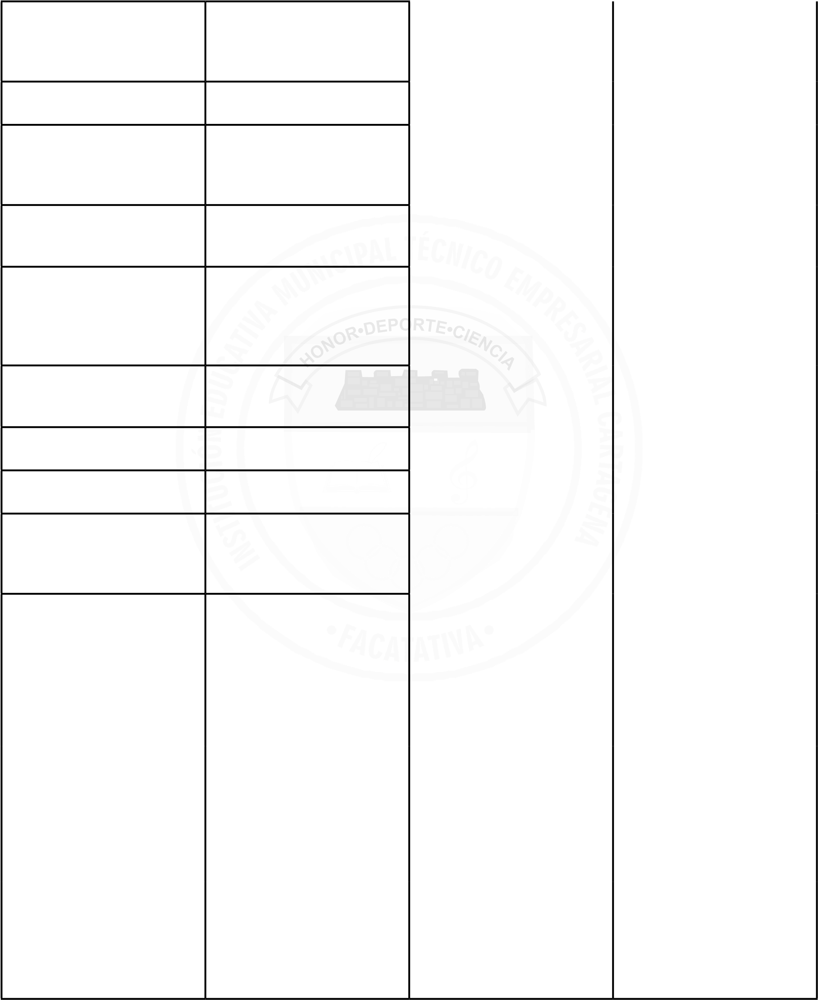 INSTITUCIÓN EDUCATIVA MUNICIPAL TÉCNICO EMPRESARIAL CARTAGENA
HONOR•DEPORTE•CIENCIA
•FACATATIVA•